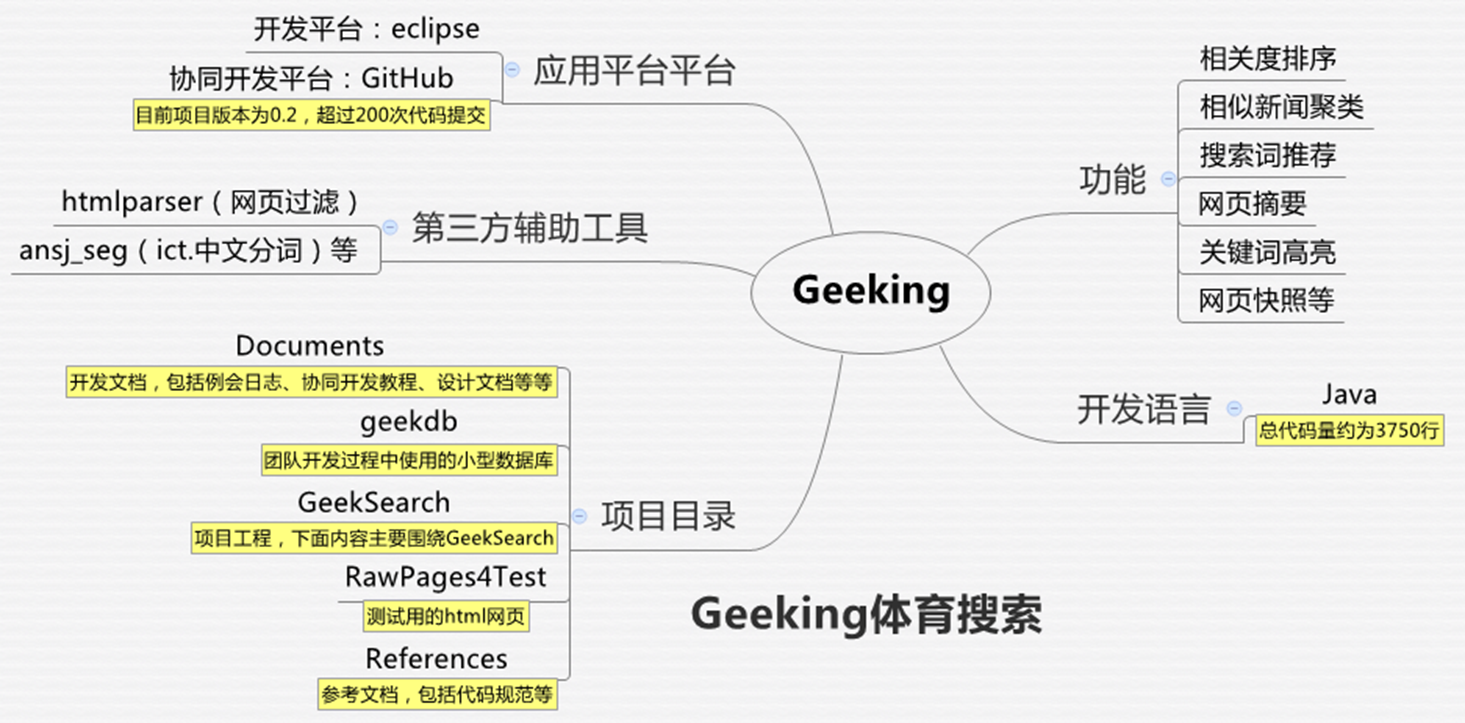 开发平台：eclipse
协同开发平台：GitHub
目前项目版本为0.2，超过200次代码提交
应用平台平台
htmlparser（网页过滤）
ansj_seg（ict.中文分词）等
第三方辅助工具
Documents
开发文档，包括例会日志、协同开发教程、设计文档等等
geekdb
团队开发过程中使用的小型数据库
GeekSearch
项目工程，下面内容主要围绕GeekSearch
RawPages4Test
测试用的html网页
References
参考文档，包括代码规范等
项目目录
Geeking
功能
相关度排序
相似新闻聚类
搜索词推荐
网页摘要
关键词高亮
网页快照等
开发语言
Java
总代码量约为3750行
Geeking体育搜索